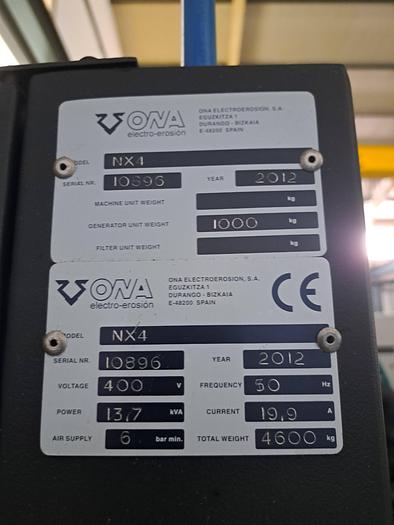 ONA ONA ELECTROEROSION, S.A.
EGUZKITZA 1
DURANGO - BIZKAIA
electro-erosión E-48200 SPAIN
MODEL NX4
SERIAL NR. 10896 YEAR 2012
MACHINE UNIT WEIGHT kg
GENERATOR UNIT WEIGHT 1000 kg
FILTER UNIT WEIGHT kg
ONA ONA ELECTROEROSION, S.A.
EGUZKITZA 1
DURANGO - BIZKAIA
electro-erosión E-48200 SPAIN
CE
MODEL NX4
SERIAL NR. 10896 YEAR 2012
VOLTAGE 400 V FREQUENCY 50 Hz
POWER 13,7 kVA CURRENT 19,9 A
AIR SUPPLY 6 bar min. TOTAL WEIGHT 4600 kg